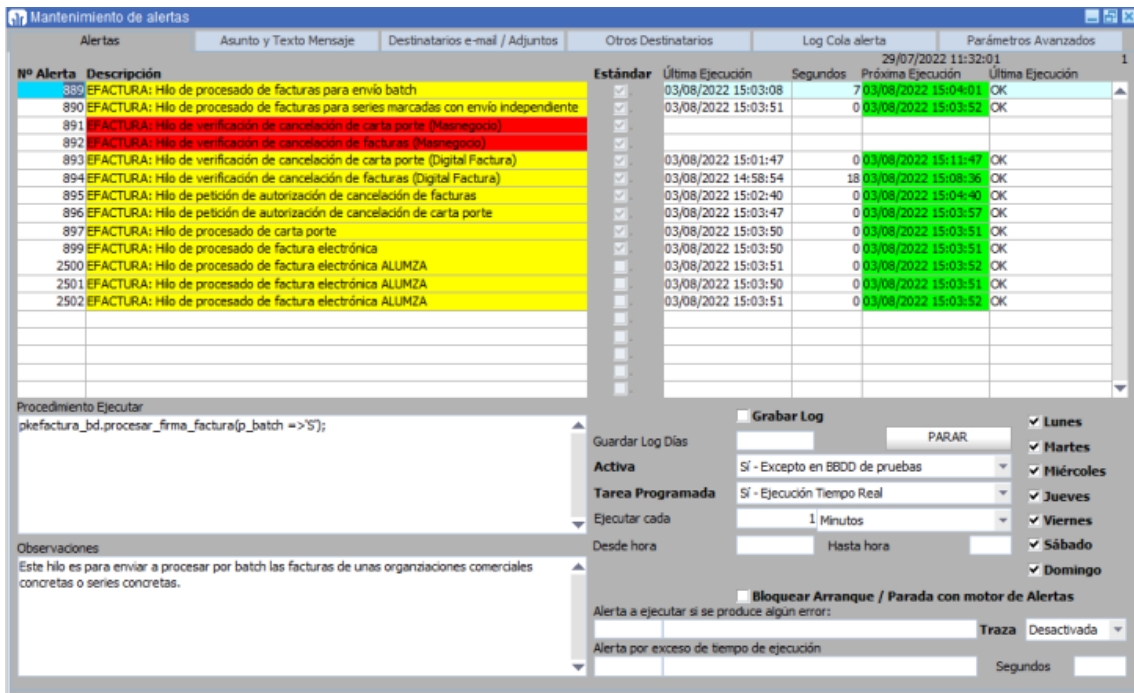 Mantenimiento de alertas
Alertas Asunto y Texto Mensaje Destinatarios e-mail / Adjuntos Otros Destinatarios Log Cola alerta Parámetros Avanzados
29/07/2022 11:32:01 1
Nº Alerta Descripción Estándar Última Ejecución Segundos Próxima Ejecución Última Ejecución
889 EFACTURA: Hilo de procesado de facturas para envío batch 03/08/2022 15:03:08 7 03/08/2022 15:04:01 OK
890 EFACTURA: Hilo de procesado de facturas para series marcadas con envío independiente 03/08/2022 15:03:51 0 03/08/2022 15:03:52 OK
891 EFACTURA: Hilo de verificación de cancelación de carta porte (Masnegocio)
892 EFACTURA: Hilo de verificación de cancelación de facturas (Masnegocio)
893 EFACTURA: Hilo de verificación de cancelación de carta porte (Digital Factura) 03/08/2022 15:01:47 0 03/08/2022 15:11:47 OK
894 EFACTURA: Hilo de verificación de cancelación de facturas (Digital Factura) 03/08/2022 14:58:54 18 03/08/2022 15:08:36 OK
895 EFACTURA: Hilo de petición de autorización de cancelación de facturas 03/08/2022 15:02:40 0 03/08/2022 15:04:40 OK
896 EFACTURA: Hilo de petición de autorización de cancelación de carta porte 03/08/2022 15:03:47 0 03/08/2022 15:03:57 OK
897 EFACTURA: Hilo de procesado de carta porte 03/08/2022 15:03:50 0 03/08/2022 15:03:51 OK
899 EFACTURA: Hilo de procesado de factura electrónica 03/08/2022 15:03:50 0 03/08/2022 15:03:51 OK
2500 EFACTURA: Hilo de procesado de factura electrónica ALUMZA 03/08/2022 15:03:51 0 03/08/2022 15:03:52 OK
2501 EFACTURA: Hilo de procesado de factura electrónica ALUMZA 03/08/2022 15:03:50 0 03/08/2022 15:03:51 OK
2502 EFACTURA: Hilo de procesado de factura electrónica ALUMZA 03/08/2022 15:03:51 0 03/08/2022 15:03:52 OK
Procedimiento Ejecutar
pkefactura_bd.procesar_firma_factura(p_batch =>'S');
Observaciones
Este hilo es para enviar a procesar por batch las facturas de unas organziaciones comerciales
concretas o series concretas.
Grabar Log
Guardar Log Días PARAR
Activa Sí - Excepto en BBDD de pruebas
Tarea Programada Sí - Ejecución Tiempo Real
Ejecutar cada 1 Minutos
Desde hora Hasta hora
Lunes
Martes
Miércoles
Jueves
Viernes
Sábado
Domingo
Bloquear Arranque / Parada con motor de Alertas
Alerta a ejecutar si se produce algún error:
Traza Desactivada
Alerta por exceso de tiempo de ejecución
Segundos